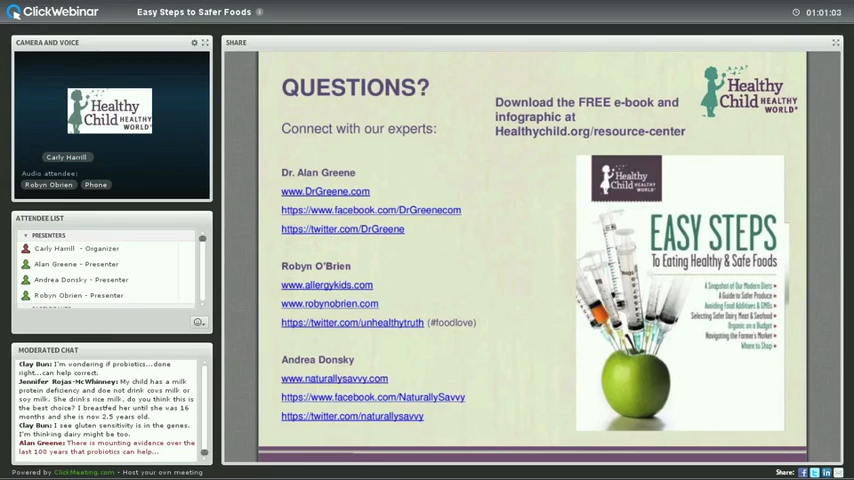 ClickWebinar
Easy Steps to Safer Foods
01:01:03
CAMERA AND VOICE
Healthy
Child HEALTHY
WORLD®
Carly Harrill
Audio attendee:
Robyn Obrien
Phone
ATTENDEE LIST
PRESENTERS
Carly Harrill - Organizer
Alan Greene - Presenter
Andrea Donsky - Presenter
Robyn Obrien - Presenter
MODERATED CHAT
Clay Bun: I'm wondering if probiotics...done
right...can help correct.
Jennifer Rojas-McWhinney: My child has a milk
protein deficiency and doe not drink cows milk or
soy milk. She drinks rice milk, do you think this is
the best choice? I breastfed her until she was 16
months and she is now 2.5 years old.
Clay Bun: I see gluten sensitivity is in the genes.
I'm thinking dairy might be too.
Alan Greene: There is mounting evidence over the
last 100 years that probiotics can help...
SHARE
QUESTIONS?
Connect with our experts:
Dr. Alan Greene
www.DrGreene.com
https://www.facebook.com/DrGreenecom
https://twitter.com/DrGreene
Robyn O'Brien
www.allergykids.com
www.robynobrien.com
https://twitter.com/unhealthytruth (#foodlove)
Andrea Donsky
www.naturallysavvy.com
https://www.facebook.com/NaturallySavvy
https://twitter.com/naturallysavvy
Download the FREE e-book and
infographic at
Healthychild.org/resource-center
Healthy
Child HEALTHY
WORLD®
Healthy
Child HEALTHY
WORLD
EASY STEPS
To Eating Healthy & Safe Foods
A Snapshot of Our Modern Diets
A Guide to Safer Produce
Avoiding Food Additives & GMOs
Selecting Safer Dairy, Meat & Seafood
Organic on a Budget
Navigating the Farmer's Market
Where to Shop
Powered by ClickMeeting.com - Host your own meeting
Share: